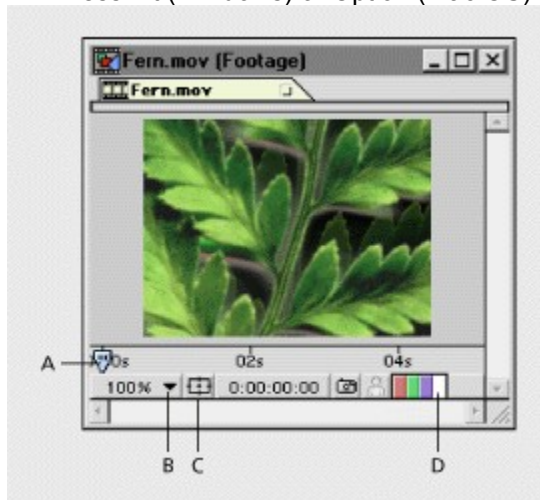 Fern.mov (Footage)
Fern.mov
A
0s 02s 04s
100% 0:00:00:00
B C D